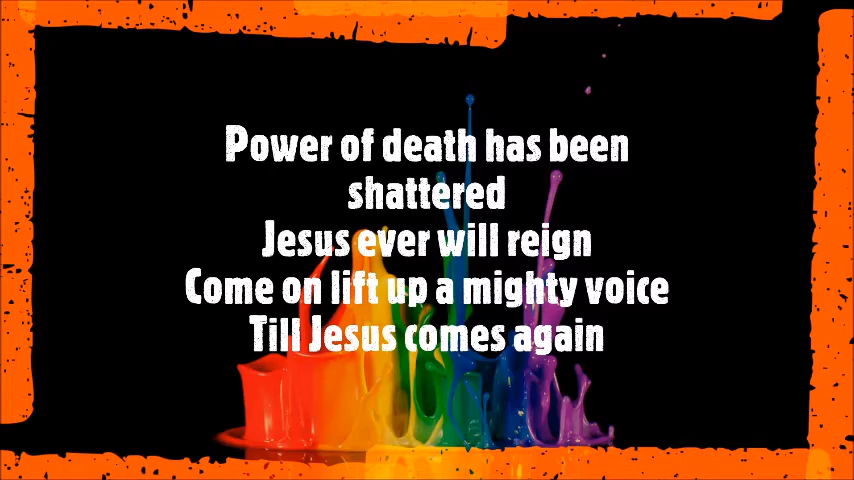 Power of death has been
shattered
Jesus ever will reign
Come on lift up a mighty voice
Till Jesus comes again